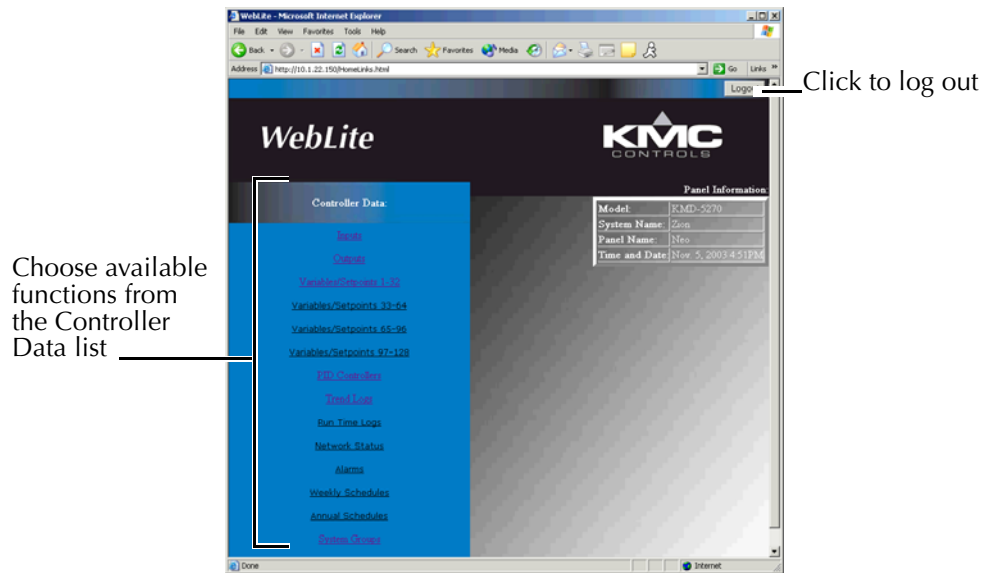 WebLite - Microsoft Internet Explorer
File Edit View Favorites Tools Help
Back Search Favorites Media
Address http://10.1.22.150/HomeLinks.html Go Links »
Click to log out
WebLite
KMC
CONTROLS
Panel Information:
Controller Data:
Model: KMD-5270
System Name: Zion
Panel Name: Neo
Time and Date: Nov. 5, 2003 4:51PM
Inputs
Outputs
Variables/Setpoints 1-32
Variables/Setpoints 33-64
Variables/Setpoints 65-96
Variables/Setpoints 97-128
PID Controllers
Trend Logs
Run Time Logs
Network Status
Alarms
Weekly Schedules
Annual Schedules
System Groups
Choose available
functions from
the Controller
Data list
Done Internet